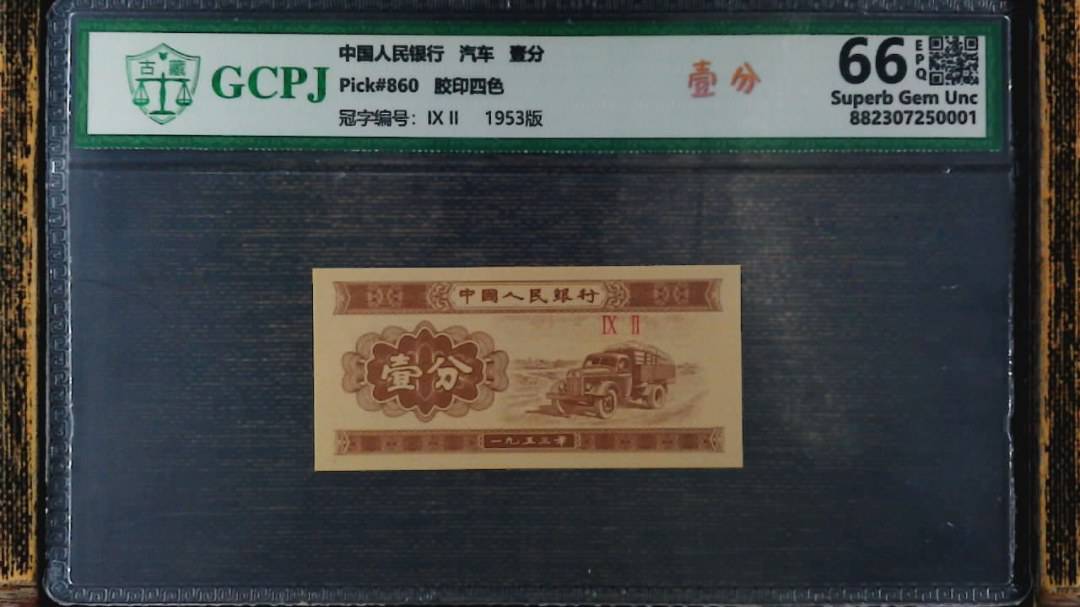 古藏
GCPJ
中国人民银行 汽车 壹分
Pick#860 胶印四色
冠字编号: IX II 1953版
壹分
66 EPQ
Superb Gem Unc
882307250001
中國人民銀行
IX II
壹分
一九五三年